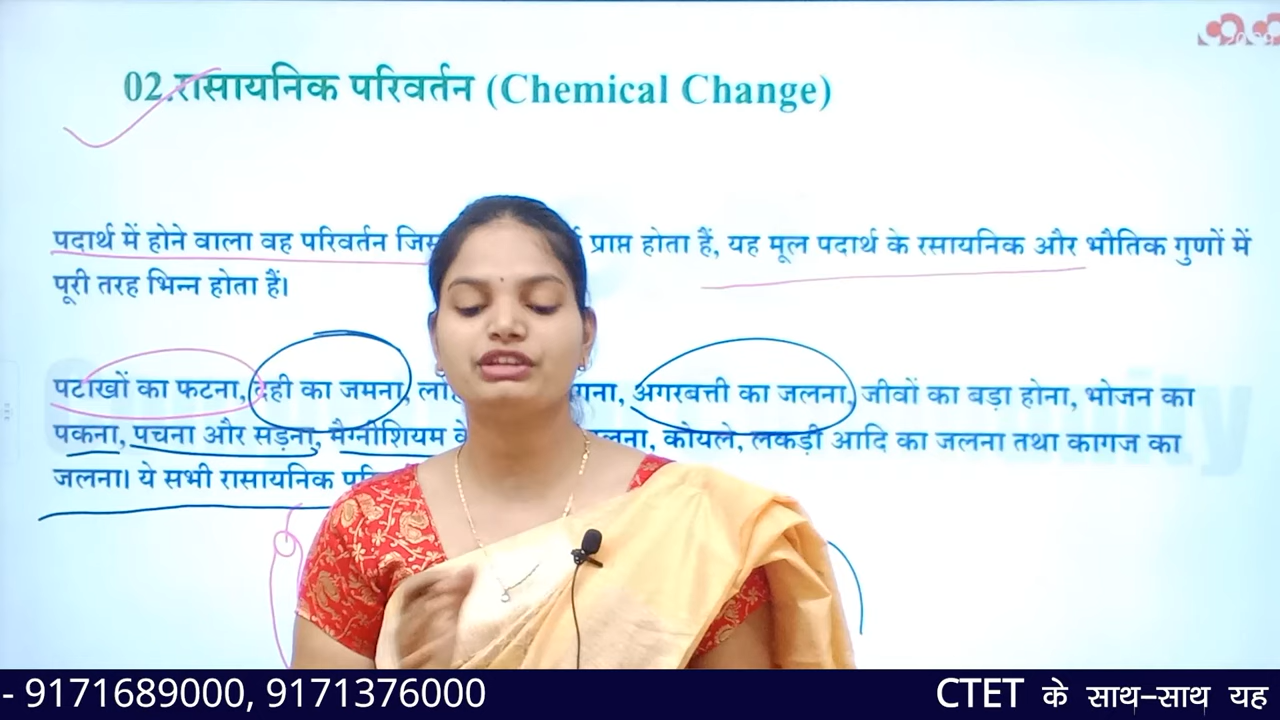 02.रासायनिक परिवर्तन (Chemical Change)
पदार्थ में होने वाला वह परिवर्तन प्राप्त होता हैं, यह मूल पदार्थ के रसायनिक और भौतिक गुणों में
पूरी तरह भिन्न होता हैं।
पटाखों का फटना, दही का जमना, अगरबत्ती का जलना, जीवों का बड़ा होना, भोजन का
पकना, पचना और सड़ना, मैग्नीशियम कोयले, लकड़ी आदि का जलना तथा कागज का
जलना। ये सभी रासायनिक
- 9171689000, 9171376000
CTET के साथ-साथ यह